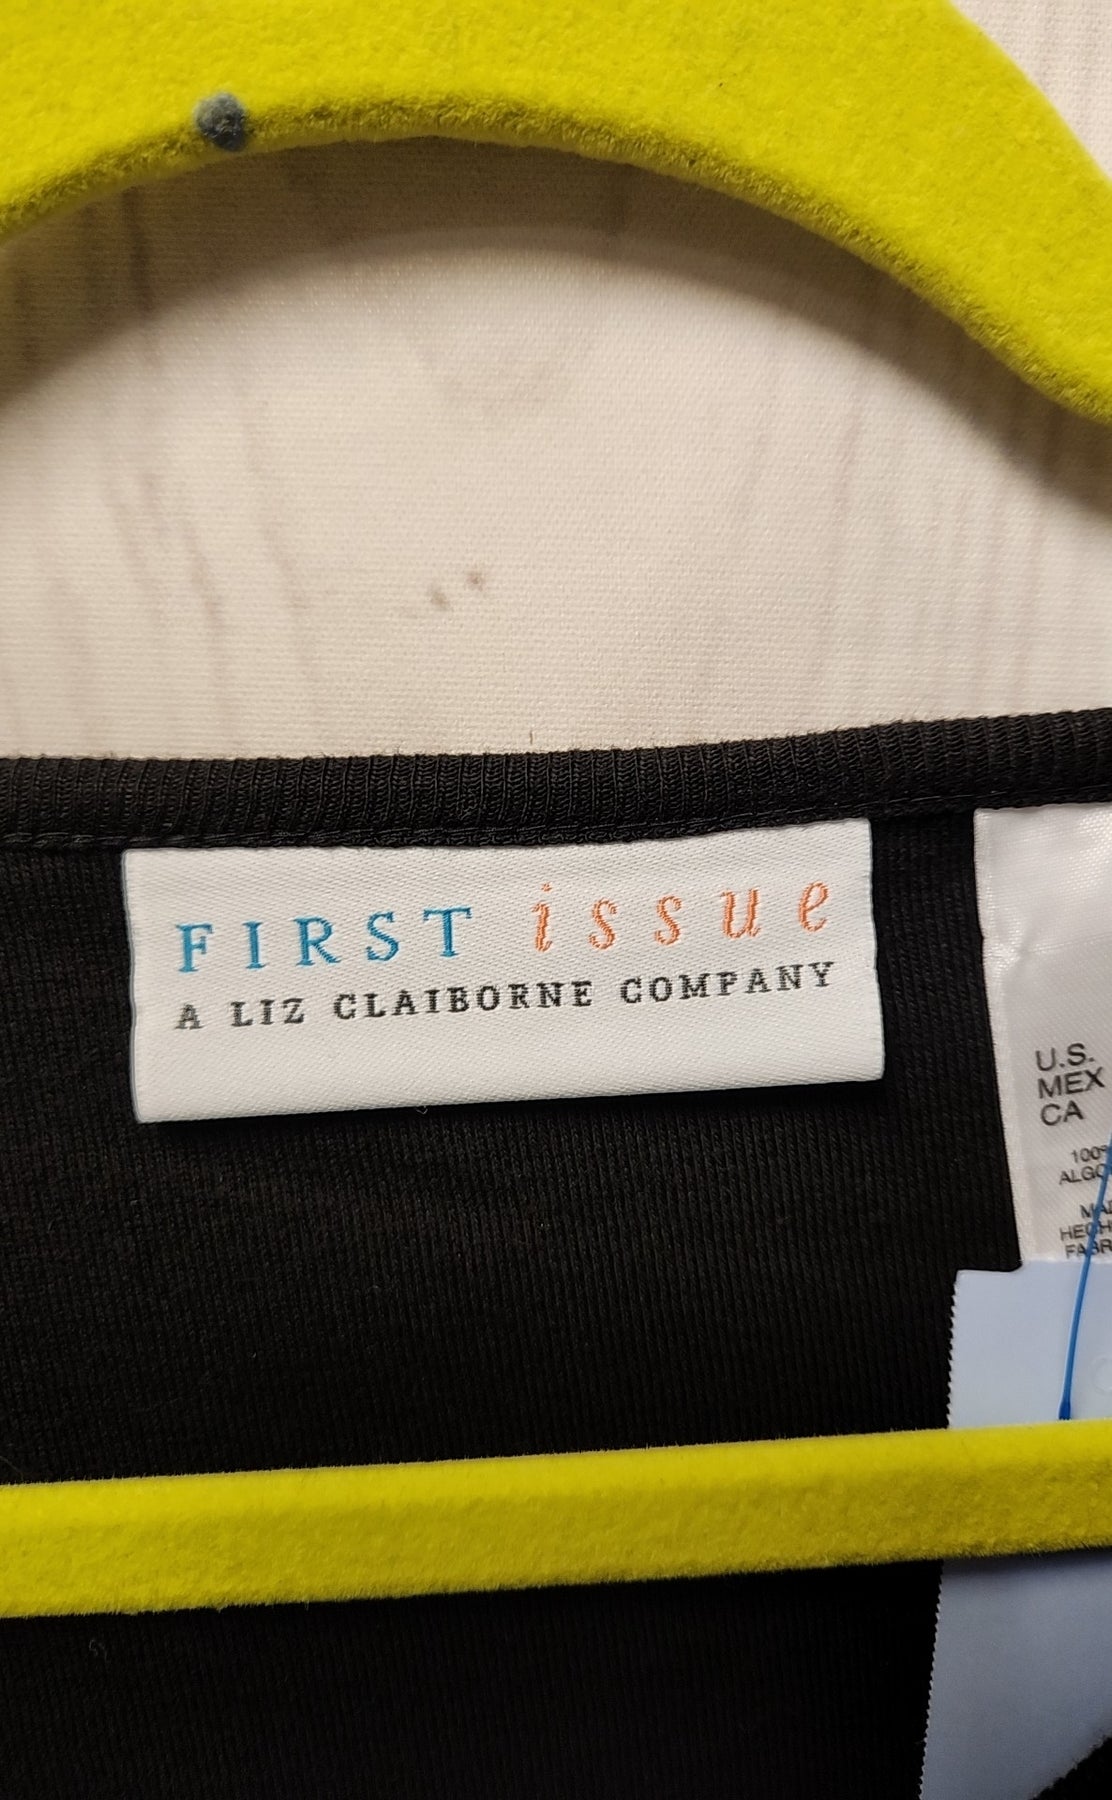 FIRST issue
A LIZ CLAIBORNE COMPANY
U.S.
MEX
CA